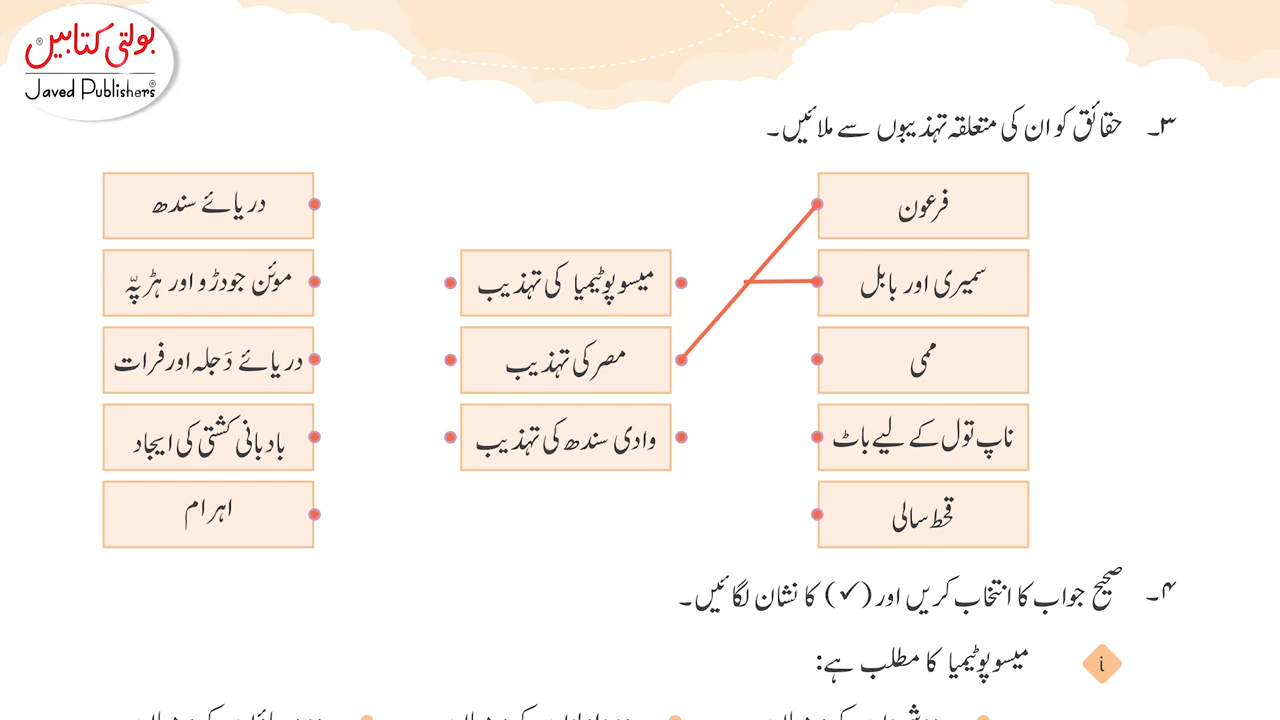 بولتی کتابیں®
Javed Publishers®
۳۔ حقائق کو ان کی متعلقہ تہذیبوں سے ملائیں۔
فرعون
دریائے سندھ
سمیری اور بابل
میسوپوٹیمیا کی تہذیب
موئن جودڑو اور ہڑپّہ
ممی
مصر کی تہذیب
دریائے دَجلہ اور فرات
ناپ تول کے لیے باٹ
وادی سندھ کی تہذیب
بادبانی کشتی کی ایجاد
قحط سالی
اہرام
۴۔ صحیح جواب کا انتخاب کریں اور (✓) کا نشان لگائیں۔
i میسوپوٹیمیا کا مطلب ہے: